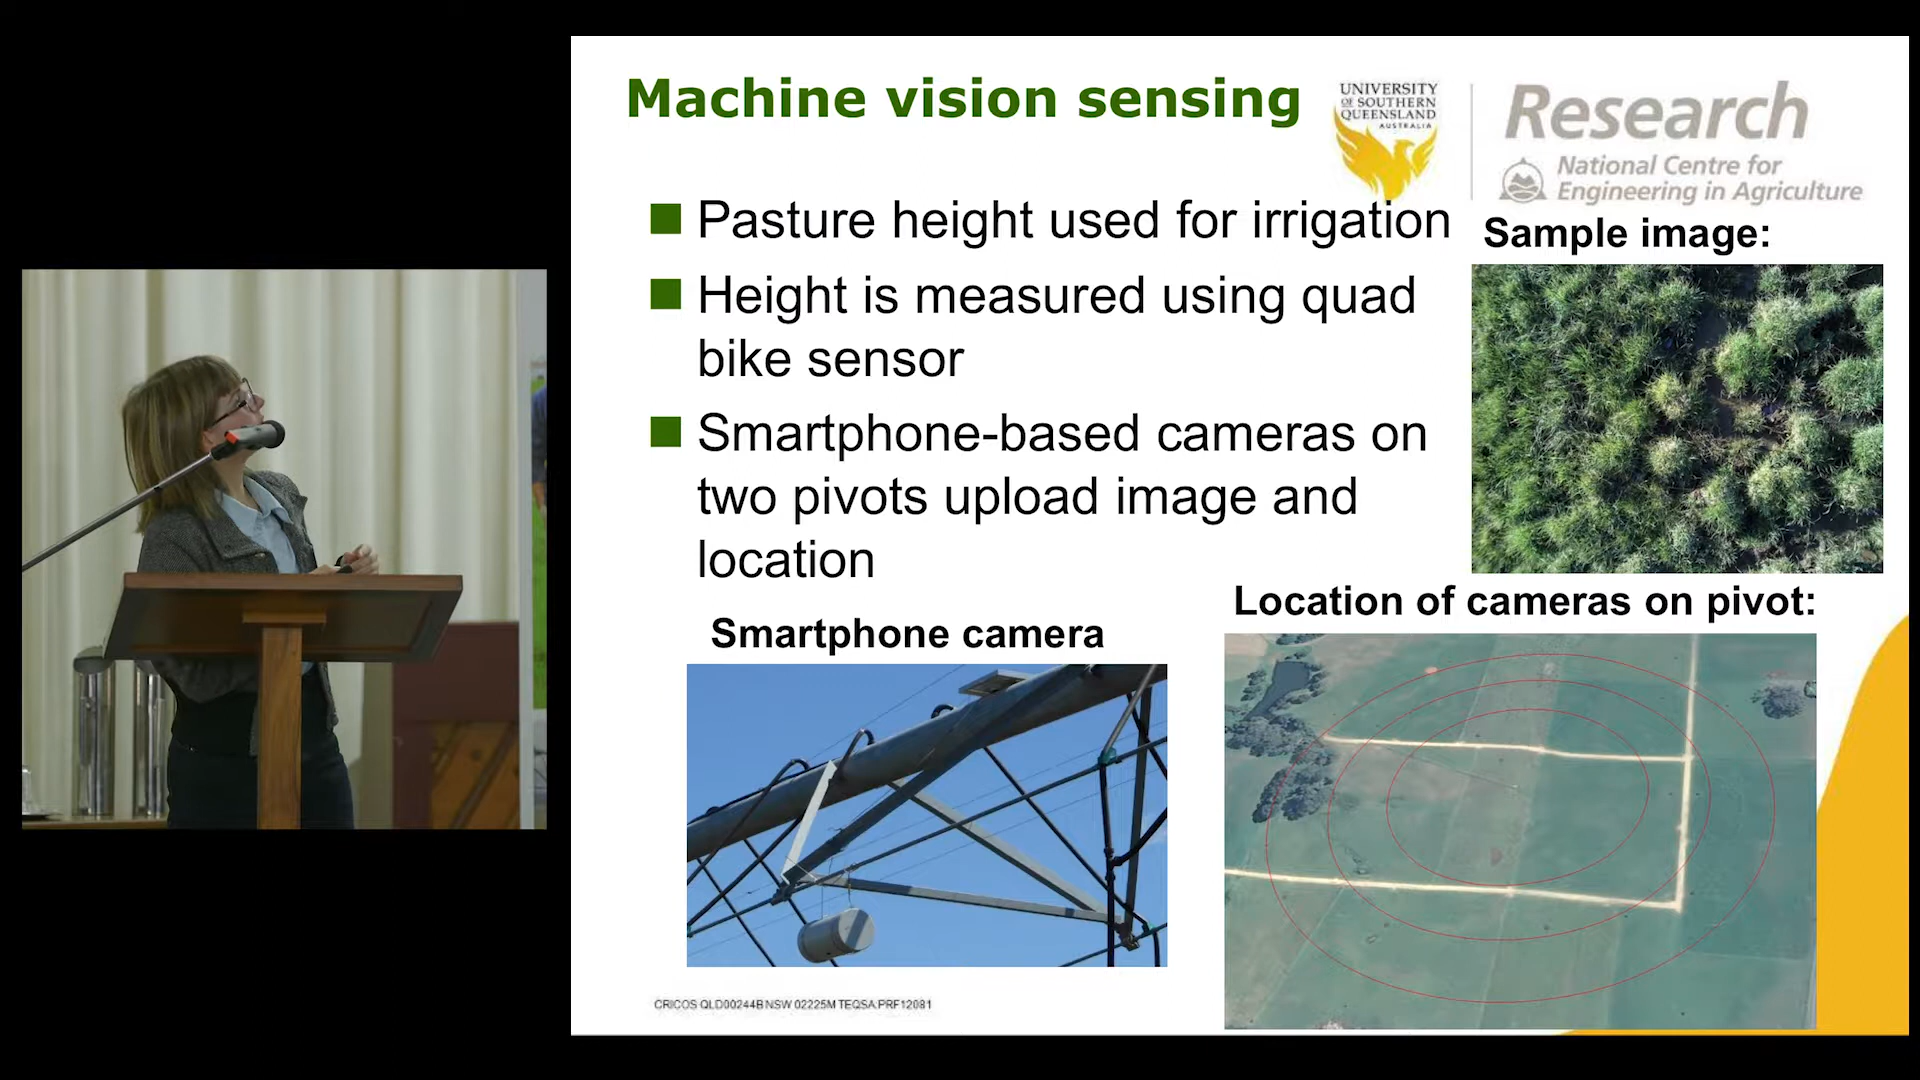 Machine vision sensing
UNIVERSITY
OF SOUTHERN
QUEENSLAND
AUSTRALIA
Research
National Centre for
Engineering in Agriculture
Pasture height used for irrigation
Height is measured using quad
bike sensor
Smartphone-based cameras on
two pivots upload image and
location
Sample image:
Location of cameras on pivot:
Smartphone camera
CRICOS QLD00244B NSW 02225M TEQSA:PRF12081